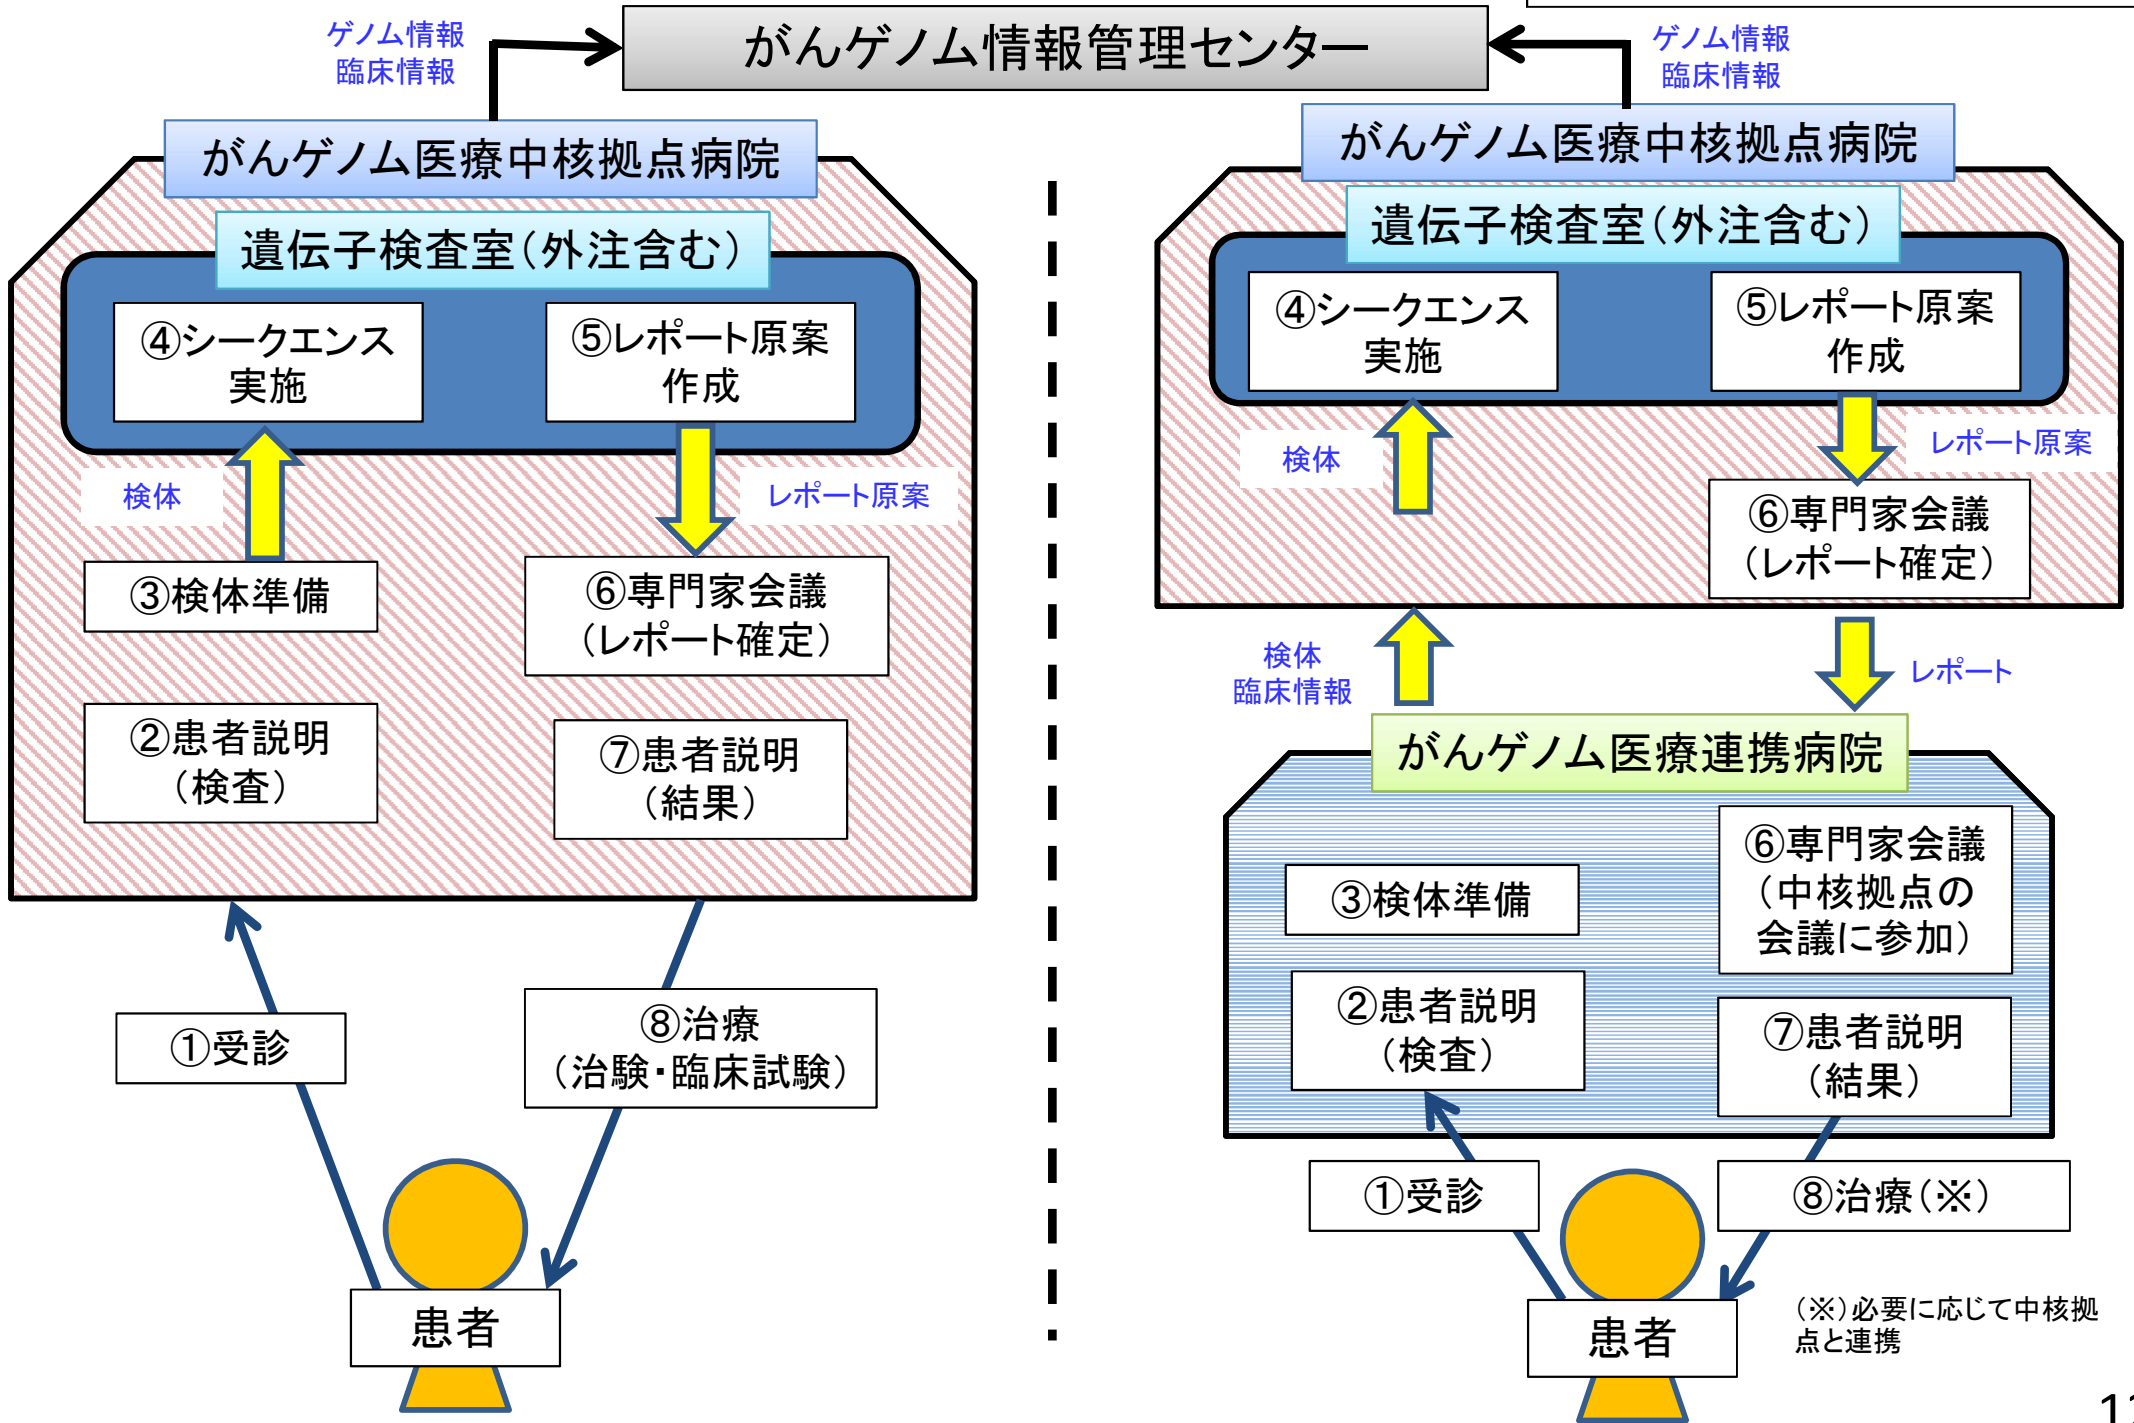 がんゲノム情報管理センター
ゲノム情報
臨床情報
がんゲノム医療中核拠点病院
遺伝子検査室（外注含む）
④シークエンス
実施
⑤レポート原案
作成
検体
レポート原案
③検体準備
⑥専門家会議
（レポート確定）
②患者説明
（検査）
⑦患者説明
（結果）
①受診
⑧治療
（治験・臨床試験）
患者
ゲノム情報
臨床情報
がんゲノム医療中核拠点病院
遺伝子検査室（外注含む）
④シークエンス
実施
⑤レポート原案
作成
検体
レポート原案
⑥専門家会議
（レポート確定）
検体
臨床情報
レポート
がんゲノム医療連携病院
③検体準備
⑥専門家会議
（中核拠点の
会議に参加）
②患者説明
（検査）
⑦患者説明
（結果）
①受診
⑧治療（※）
患者
（※）必要に応じて中核拠
点と連携